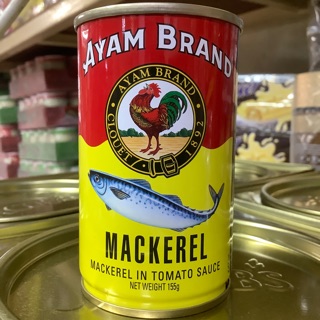 AYAM BRAND
AYAM BRAND
CLOUET 1892
MACKEREL
MACKEREL IN TOMATO SAUCE
NET WEIGHT 155g